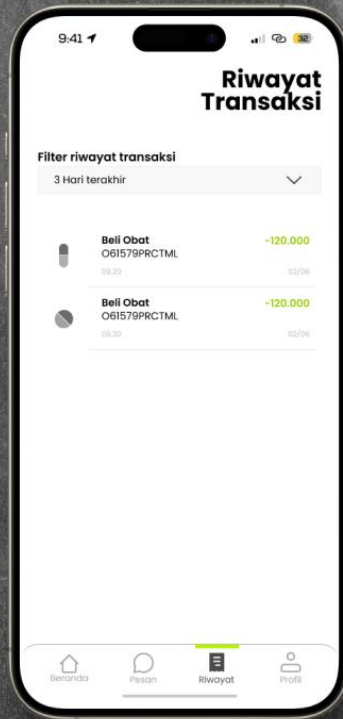 9:41
32
Riwayat
Transaksi
Filter riwayat transaksi
3 Hari terakhir
Beli Obat
-120.000
O61579PRCTML
09.20
02/06
Beli Obat
-120.000
O61579PRCTML
09.20
02/06
Beranda
Pesan
Riwayat
Profil